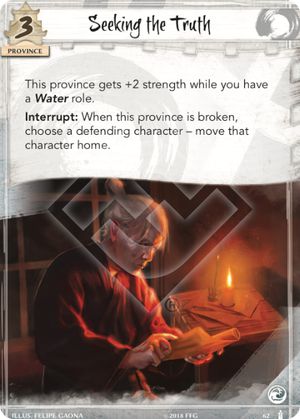 Seeking the Truth
3
PROVINCE
This province gets +2 strength while you have
a Water role.
Interrupt: When this province is broken,
choose a defending character – move that
character home.
ILLUS. FELIPE GAONA
©2018 FFG
62